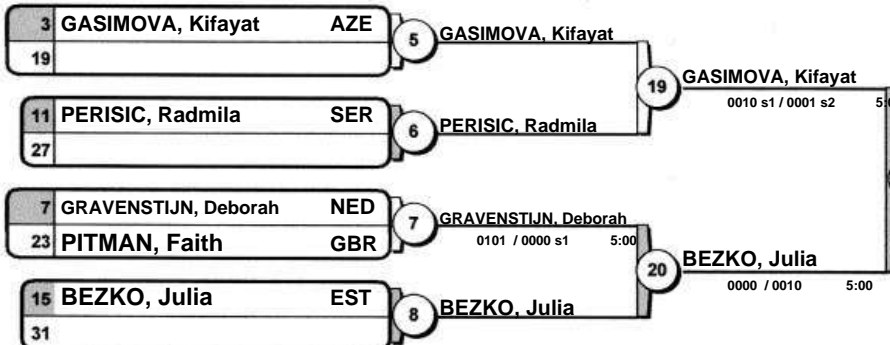 3 GASIMOVA, Kifayat AZE
19
5
GASIMOVA, Kifayat
11 PERISIC, Radmila SER
27
6
PERISIC, Radmila
19
GASIMOVA, Kifayat
0010 s1 / 0001 s2
7 GRAVENSTIJN, Deborah NED
23 PITMAN, Faith GBR
7
GRAVENSTIJN, Deborah
0101 / 0000 s1 5:00
15 BEZKO, Julia EST
31
8
BEZKO, Julia
20
BEZKO, Julia
0000 / 0010 5:00